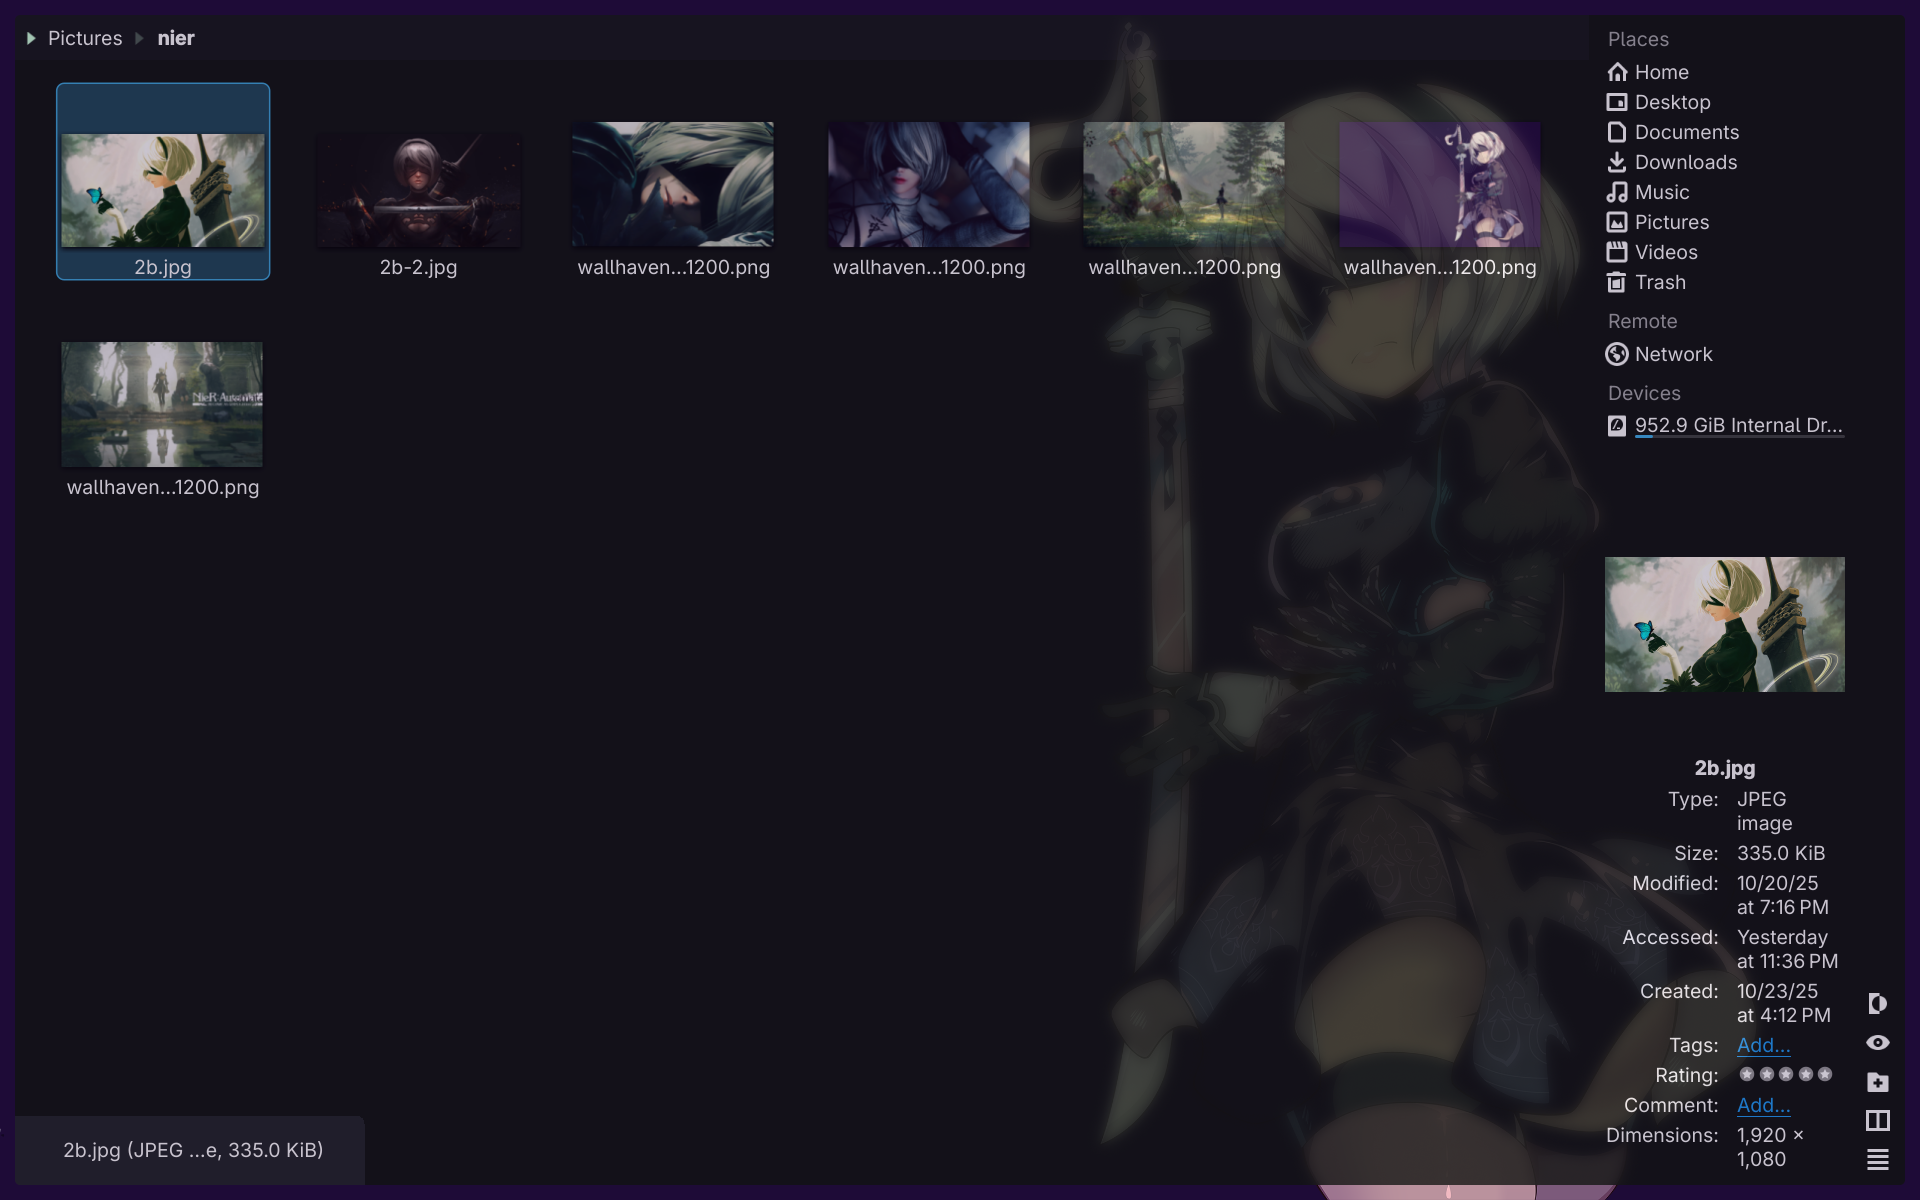 Pictures nier
2b.jpg
2b-2.jpg
wallhaven...1200.png
wallhaven...1200.png
wallhaven...1200.png
wallhaven...1200.png
NieR:Automata
wallhaven...1200.png
Places
Home
Desktop
Documents
Downloads
Music
Pictures
Videos
Trash
Remote
Network
Devices
952.9 GiB Internal Dr...
2b.jpg
Type: JPEG
image
Size: 335.0 KiB
Modified: 10/20/25
at 7:16 PM
Accessed: Yesterday
at 11:36 PM
Created: 10/23/25
at 4:12 PM
Tags: Add...
Rating:
Comment: Add...
Dimensions: 1,920 ×
1,080
2b.jpg (JPEG ...e, 335.0 KiB)